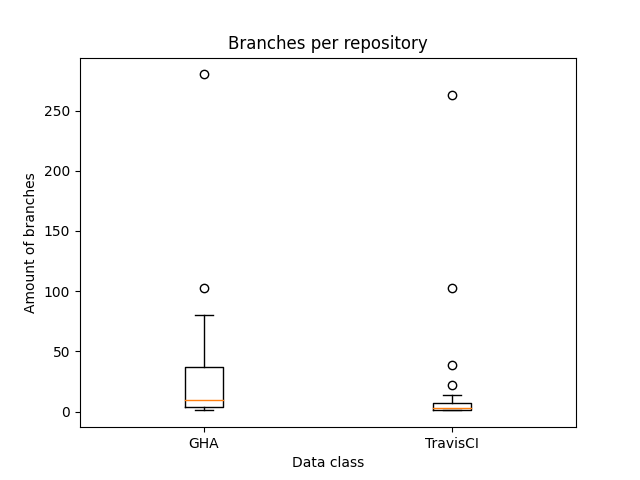 Branches per repository
250
200
150
100
50
0
Amount of branches
GHA
TravisCI
Data class